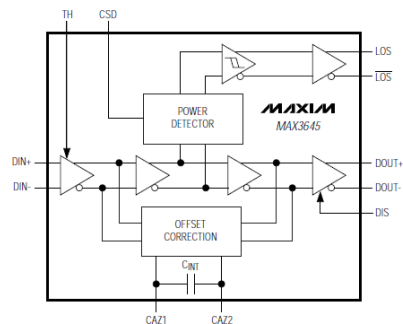 TH
CSD
LOS
LOS
POWER
DETECTOR
MAXIM
MAX3645
DIN+
DIN-
DOUT+
DOUT-
DIS
OFFSET
CORRECTION
CINT
CAZ1
CAZ2